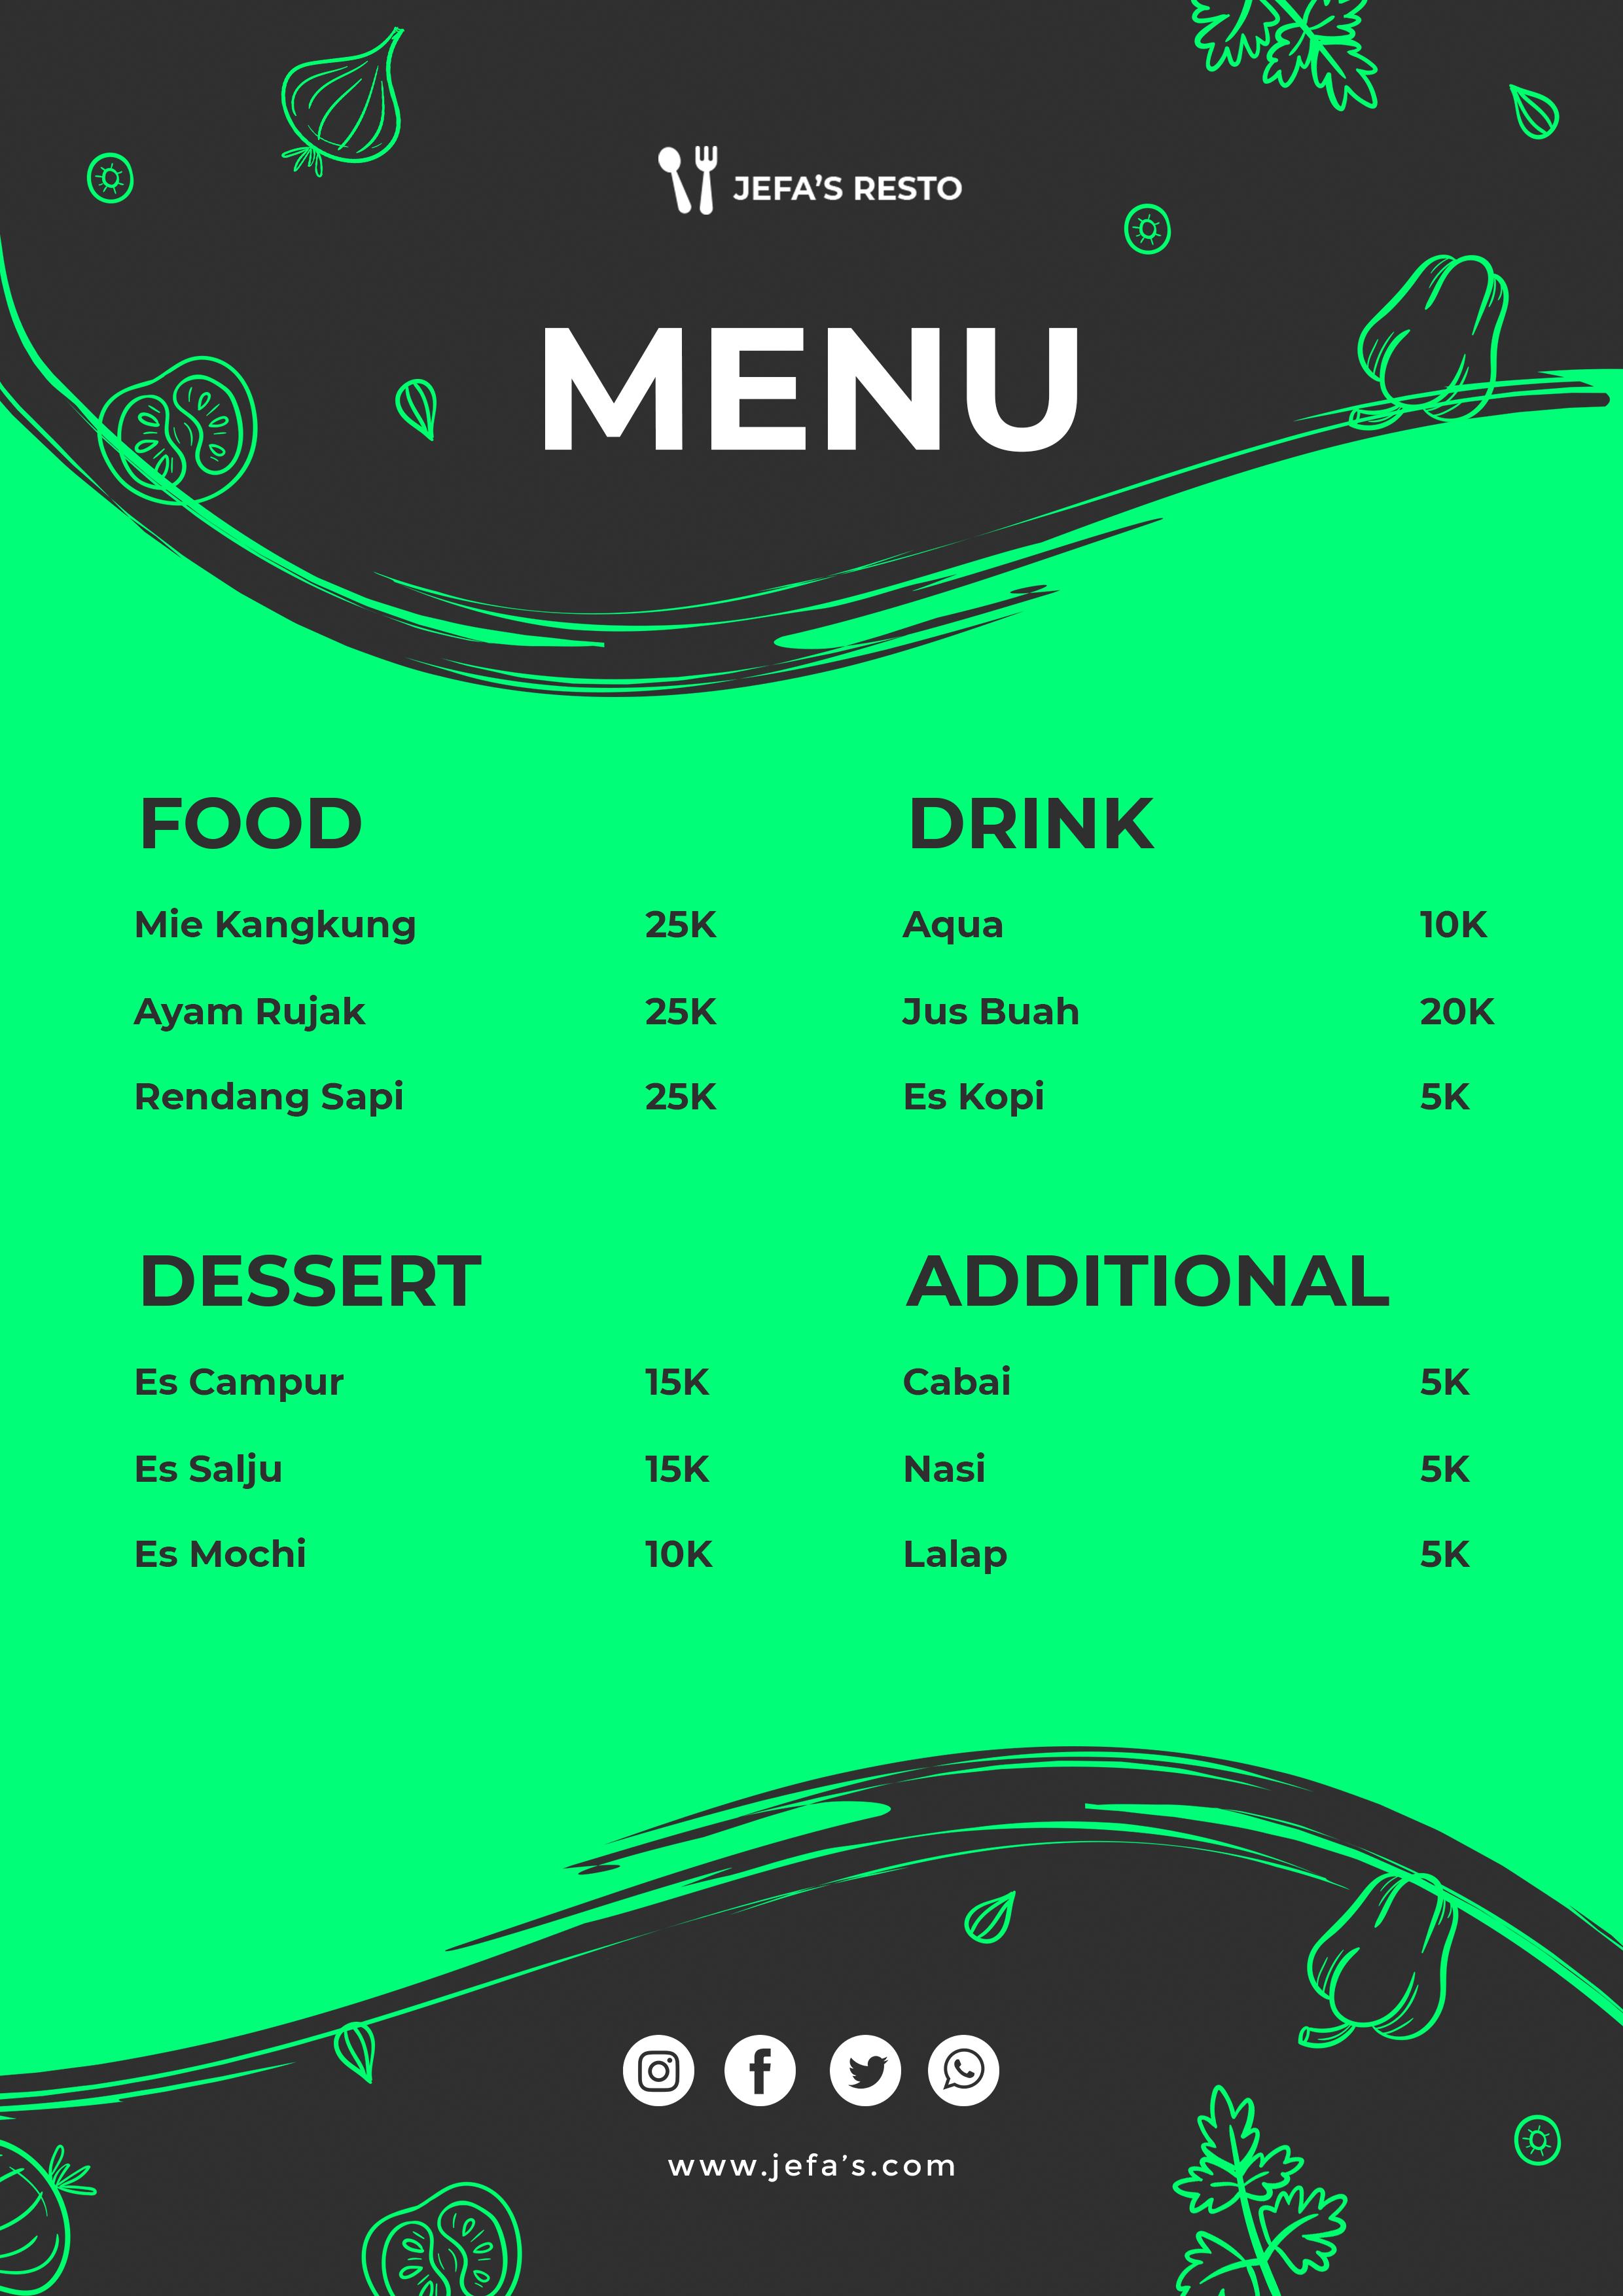 JEFA'S RESTO
MENU
FOOD
Mie Kangkung 25K
Ayam Rujak 25K
Rendang Sapi 25K
DRINK
Aqua 10K
Jus Buah 20K
Es Kopi 5K
DESSERT
Es Campur 15K
Es Salju 15K
Es Mochi 10K
ADDITIONAL
Cabai 5K
Nasi 5K
Lalap 5K
www.jefa's.com